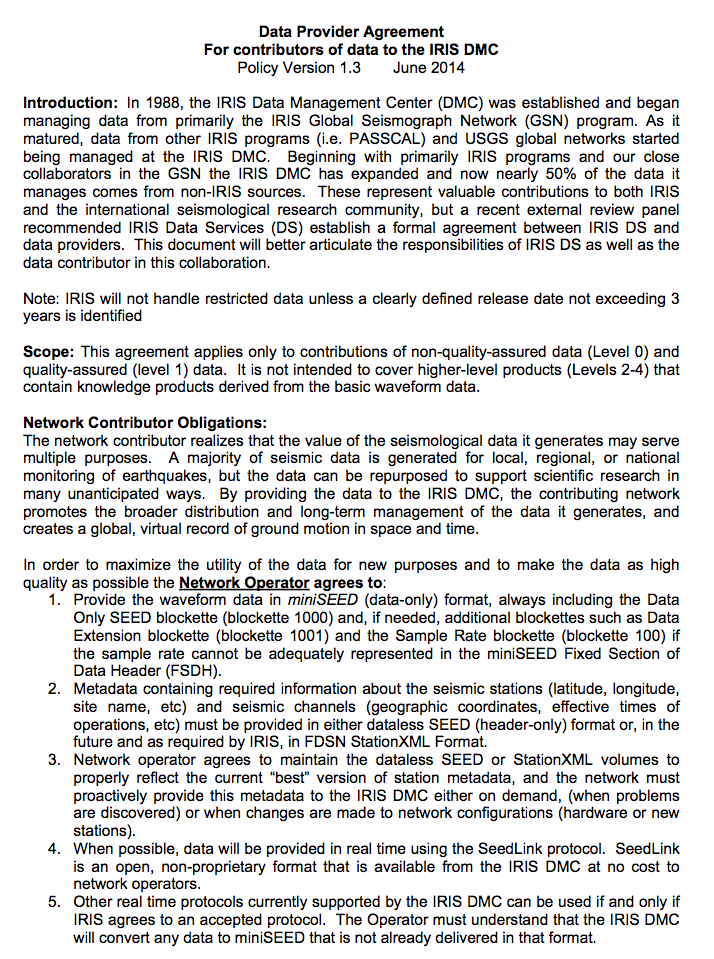 Data Provider Agreement
For contributors of data to the IRIS DMC
Policy Version 1.3 June 2014
Introduction: In 1988, the IRIS Data Management Center (DMC) was established and began
managing data from primarily the IRIS Global Seismograph Network (GSN) program. As it
matured, data from other IRIS programs (i.e. PASSCAL) and USGS global networks started
being managed at the IRIS DMC. Beginning with primarily IRIS programs and our close
collaborators in the GSN the IRIS DMC has expanded and now nearly 50% of the data it
manages comes from non-IRIS sources. These represent valuable contributions to both IRIS
and the international seismological research community, but a recent external review panel
recommended IRIS Data Services (DS) establish a formal agreement between IRIS DS and
data providers. This document will better articulate the responsibilities of IRIS DS as well as the
data contributor in this collaboration.
Note: IRIS will not handle restricted data unless a clearly defined release date not exceeding 3
years is identified
Scope: This agreement applies only to contributions of non-quality-assured data (Level 0) and
quality-assured (level 1) data. It is not intended to cover higher-level products (Levels 2-4) that
contain knowledge products derived from the basic waveform data.
Network Contributor Obligations:
The network contributor realizes that the value of the seismological data it generates may serve
multiple purposes. A majority of seismic data is generated for local, regional, or national
monitoring of earthquakes, but the data can be repurposed to support scientific research in
many unanticipated ways. By providing the data to the IRIS DMC, the contributing network
promotes the broader distribution and long-term management of the data it generates, and
creates a global, virtual record of ground motion in space and time.
In order to maximize the utility of the data for new purposes and to make the data as high
quality as possible the Network Operator agrees to:
1. Provide the waveform data in miniSEED (data-only) format, always including the Data
Only SEED blockette (blockette 1000) and, if needed, additional blockettes such as Data
Extension blockette (blockette 1001) and the Sample Rate blockette (blockette 100) if
the sample rate cannot be adequately represented in the miniSEED Fixed Section of
Data Header (FSDH).
2. Metadata containing required information about the seismic stations (latitude, longitude,
site name, etc) and seismic channels (geographic coordinates, effective times of
operations, etc) must be provided in either dataless SEED (header-only) format or, in the
future and as required by IRIS, in FDSN StationXML Format.
3. Network operator agrees to maintain the dataless SEED or StationXML volumes to
properly reflect the current “best” version of station metadata, and the network must
proactively provide this metadata to the IRIS DMC either on demand, (when problems
are discovered) or when changes are made to network configurations (hardware or new
stations).
4. When possible, data will be provided in real time using the SeedLink protocol. SeedLink
is an open, non-proprietary format that is available from the IRIS DMC at no cost to
network operators.
5. Other real time protocols currently supported by the IRIS DMC can be used if and only if
IRIS agrees to an accepted protocol. The Operator must understand that the IRIS DMC
will convert any data to miniSEED that is not already delivered in that format.